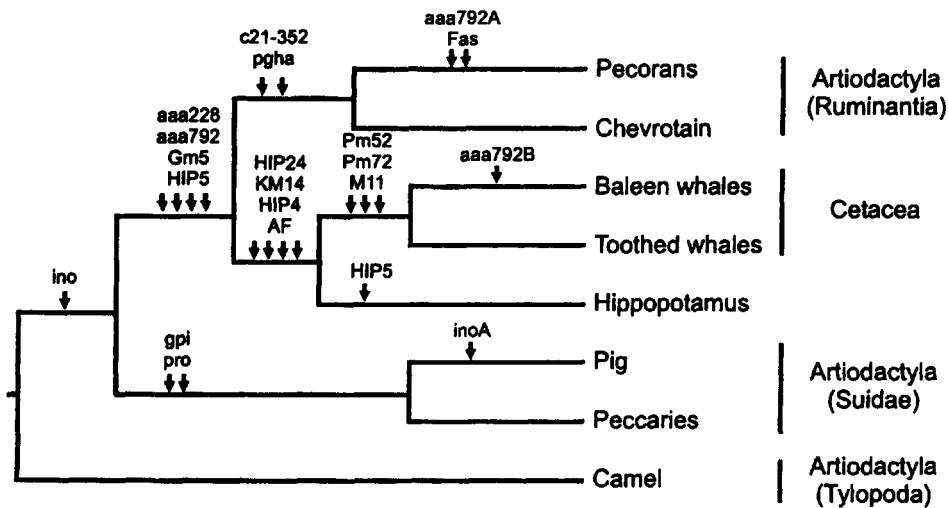 aaa792A
Fas
c21-352
pgha
Pecorans
Artiodactyla
(Ruminantia)
Chevrotain
aaa228
aaa792
Gm5
HIP5
HIP24
KM14
HIP4
AF
Pm52
Pm72
M11
aaa792B
Baleen whales
Cetacea
Toothed whales
HIP5
Hippopotamus
ino
gpi
pro
inoA
Pig
Artiodactyla
(Suidae)
Peccaries
Camel
Artiodactyla
(Tylopoda)